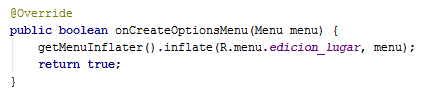 @Override
public boolean onCreateOptionsMenu(Menu menu) {
    getMenuInflater().inflate(R.menu.edicion_lugar, menu);
    return true;
}